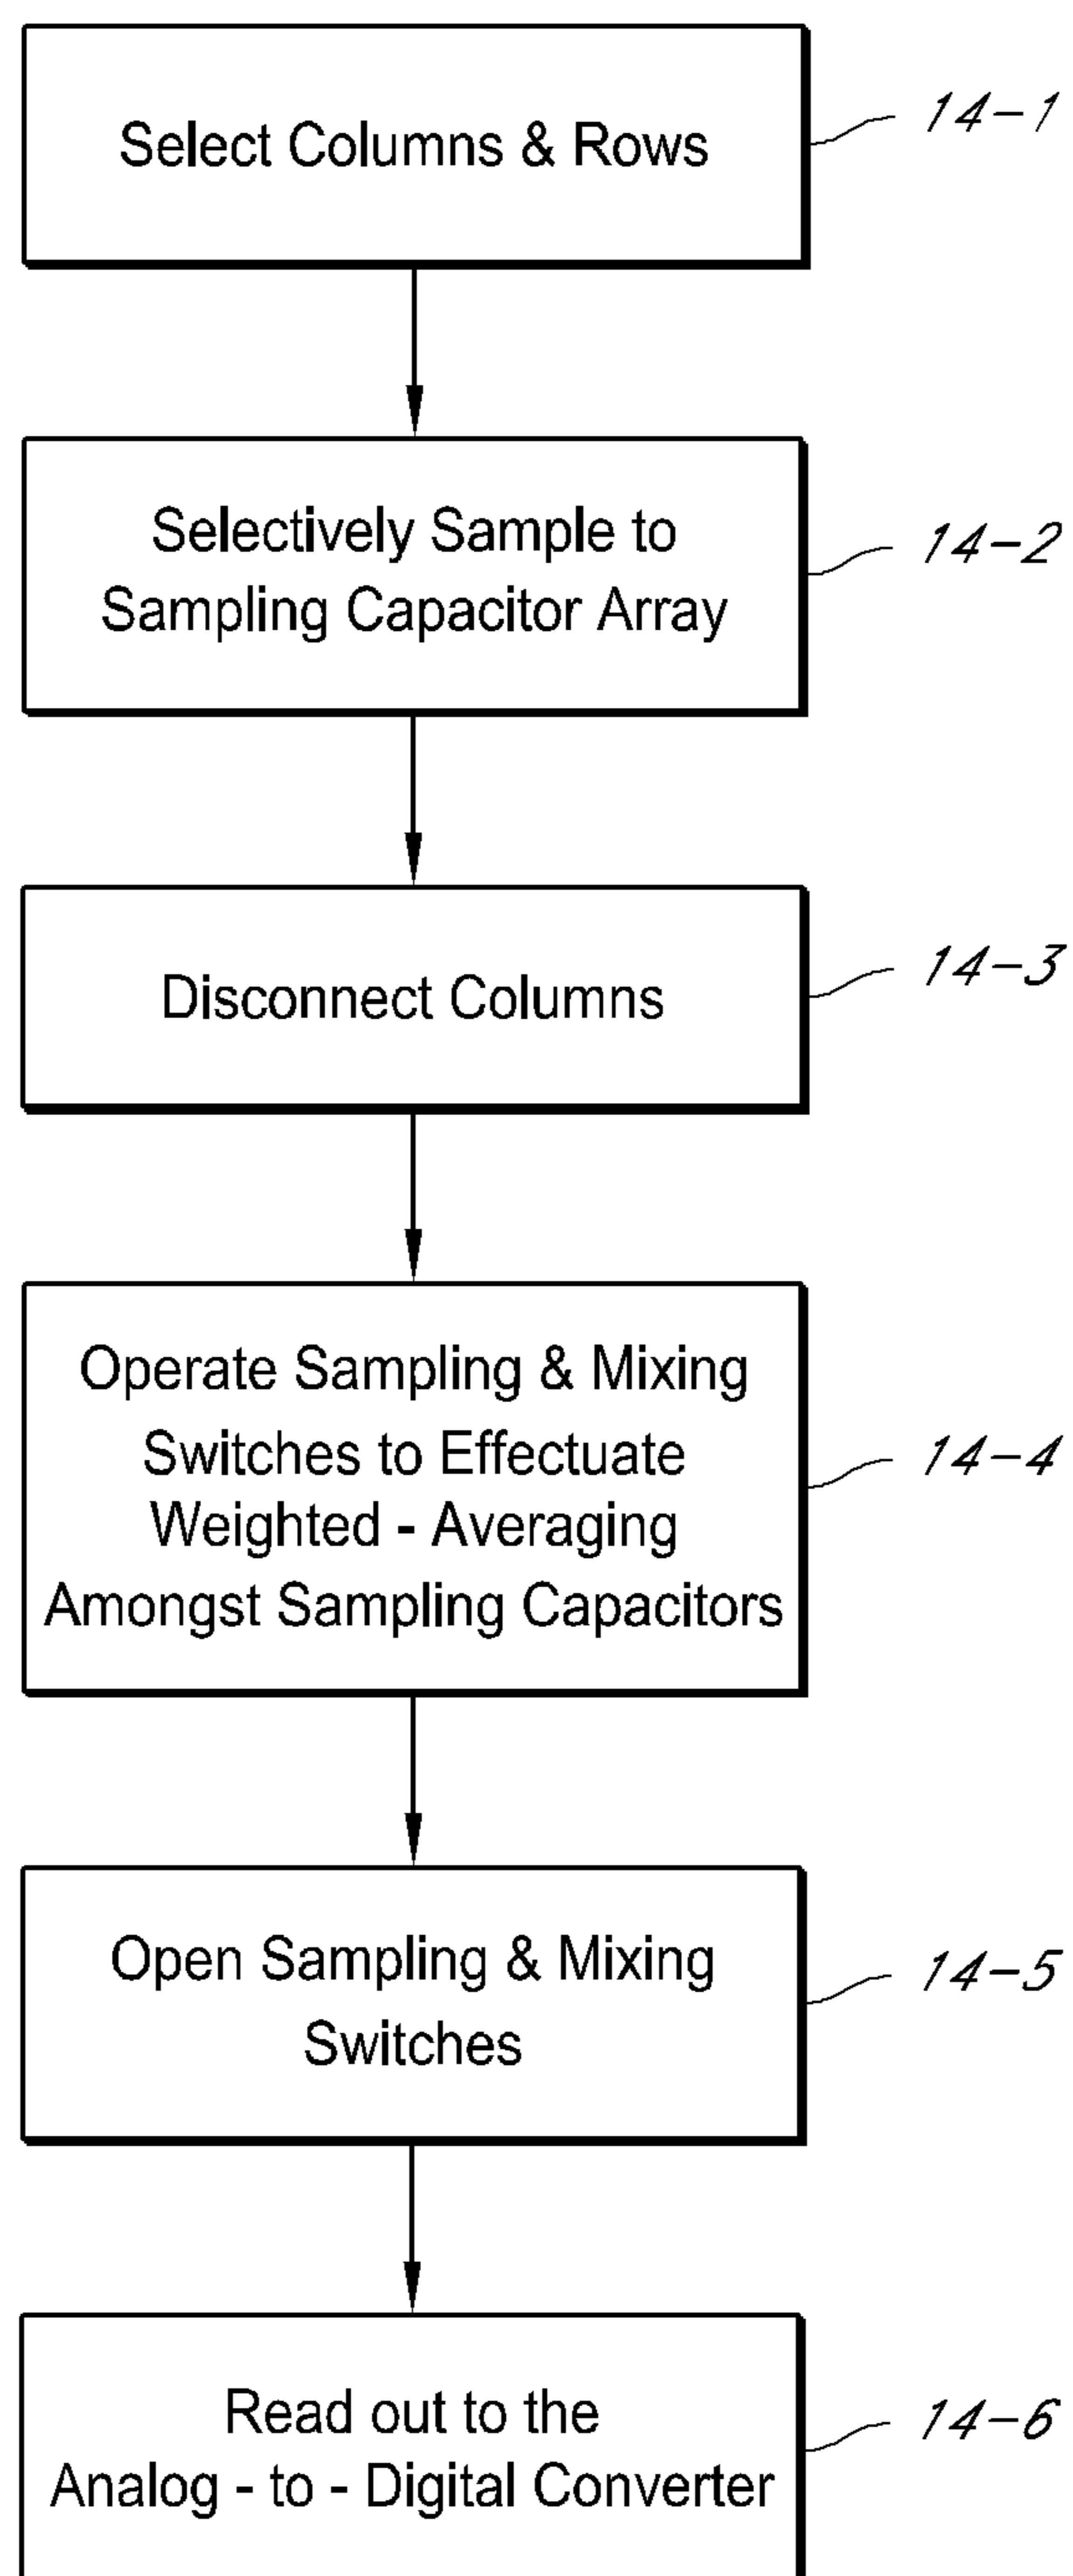 Select Columns & Rows
14-1
Selectively Sample to
Sampling Capacitor Array
14-2
Disconnect Columns
14-3
Operate Sampling & Mixing
Switches to Effectuate
Weighted - Averaging
Amongst Sampling Capacitors
14-4
Open Sampling & Mixing
Switches
14-5
Read out to the
Analog - to - Digital Converter
14-6